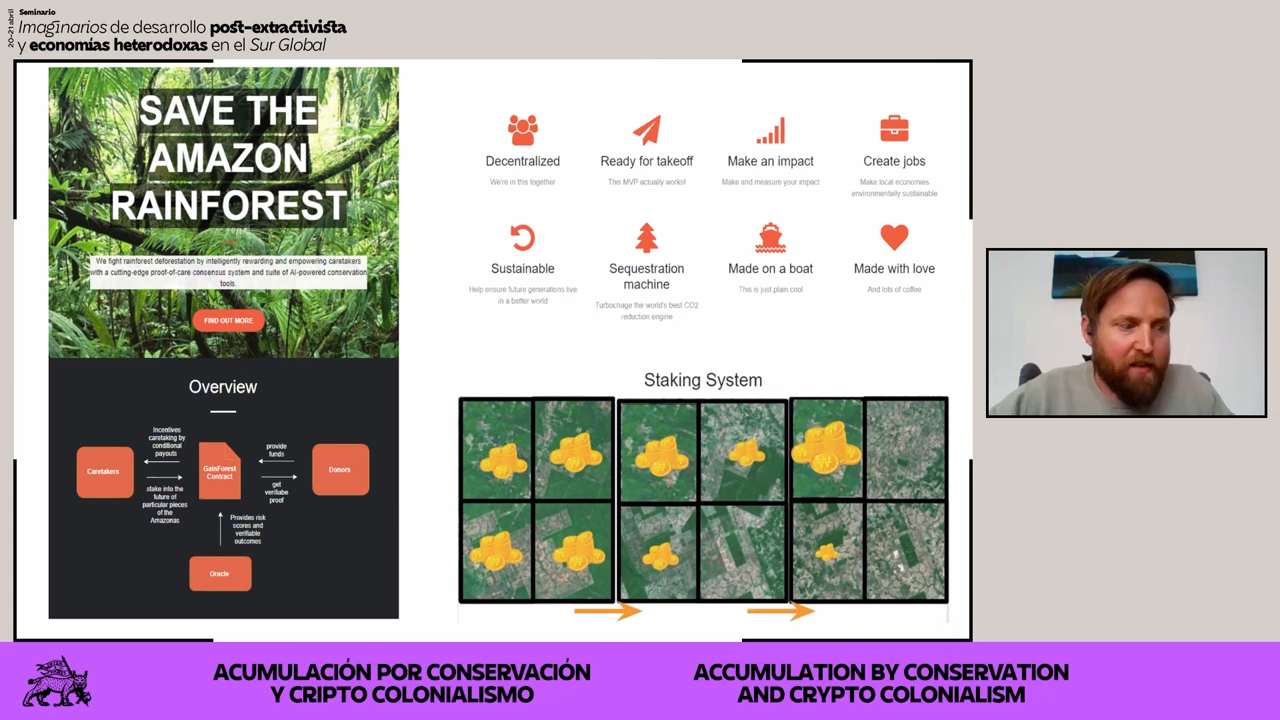 20-21 abril
Seminario
Imaginarios de desarrollo post-extractivista
y economías heterodoxas en el Sur Global
SAVE THE
AMAZON
RAINFOREST
We fight rainforest deforestation by intelligently rewarding and empowering caretakers
with a cutting-edge proof-of-care consensus system and suite of AI-powered conservation
tools.
FIND OUT MORE
Overview
Caretakers
Incentives
caretaking by
conditional
payouts
stake into the
future of
particular pieces
of the
Amazonas
GainForest
Contract
provide
funds
get
verifiabe
proof
Donors
Provides risk
scores and
verifiable
outcomes
Oracle
Decentralized
We're in this together
Ready for takeoff
This MVP actually works!
Make an impact
Make and measure your impact
Create jobs
Make local economies
environmentally sustainable
Sustainable
Help ensure future generations live
in a better world
Sequestration
machine
Turbochage the world's best CO2
reduction engine
Made on a boat
This is just plain cool
Made with love
And lots of coffee
Staking System
ACUMULACIÓN POR CONSERVACIÓN
Y CRIPTO COLONIALISMO
ACCUMULATION BY CONSERVATION
AND CRYPTO COLONIALISM